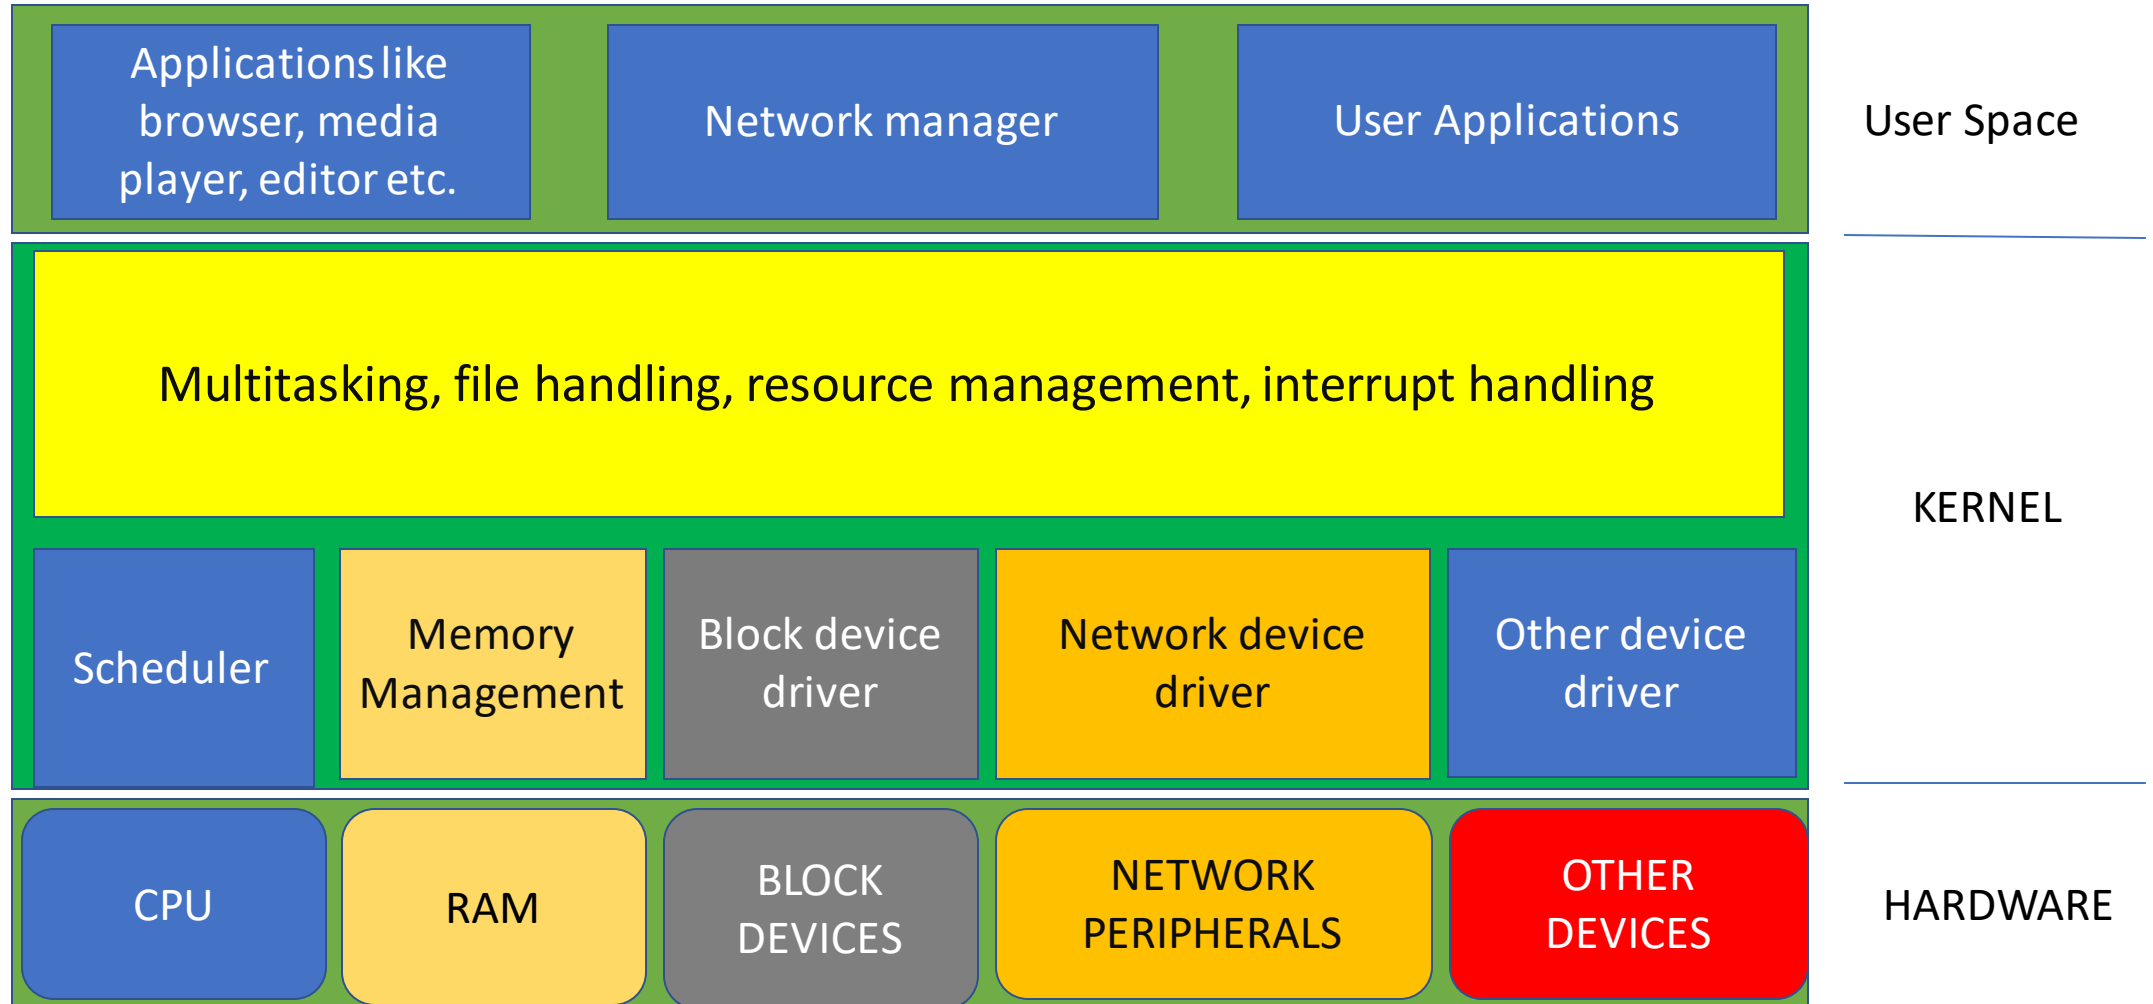 Applications like
browser, media
player, editor etc.
Network manager
User Applications
User Space
Multitasking, file handling, resource management, interrupt handling
KERNEL
Scheduler
Memory
Management
Block device
driver
Network device
driver
Other device
driver
CPU
RAM
BLOCK
DEVICES
NETWORK
PERIPHERALS
OTHER
DEVICES
HARDWARE